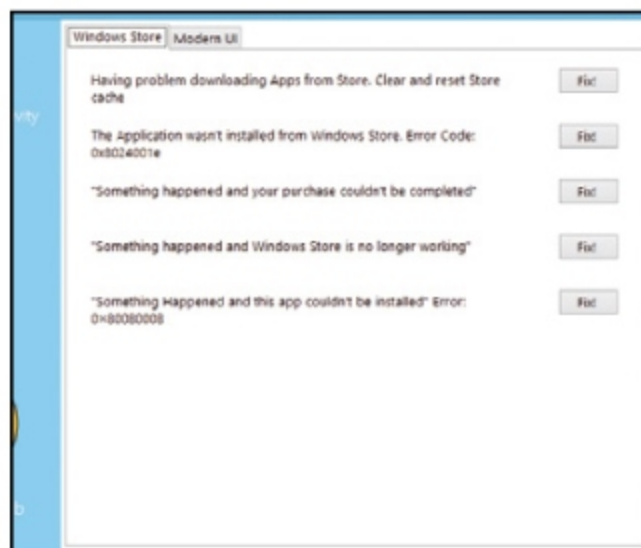 Windows Store
Modern UI
vity
Having problem downloading Apps from Store. Clear and reset Store
cache
Fix!
The Application wasn't installed from Windows Store. Error Code:
0x8024001e
Fix!
"Something happened and your purchase couldn't be completed"
Fix!
"Something happened and Windows Store is no longer working"
Fix!
"Something Happened and this app couldn't be installed" Error:
0x80080008
Fix!
b